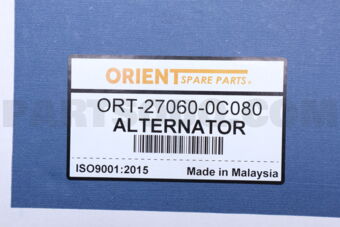 ORIENT SPARE PARTS®
ORT-27060-0C080
ALTERNATOR
ISO9001:2015 Made in Malaysia